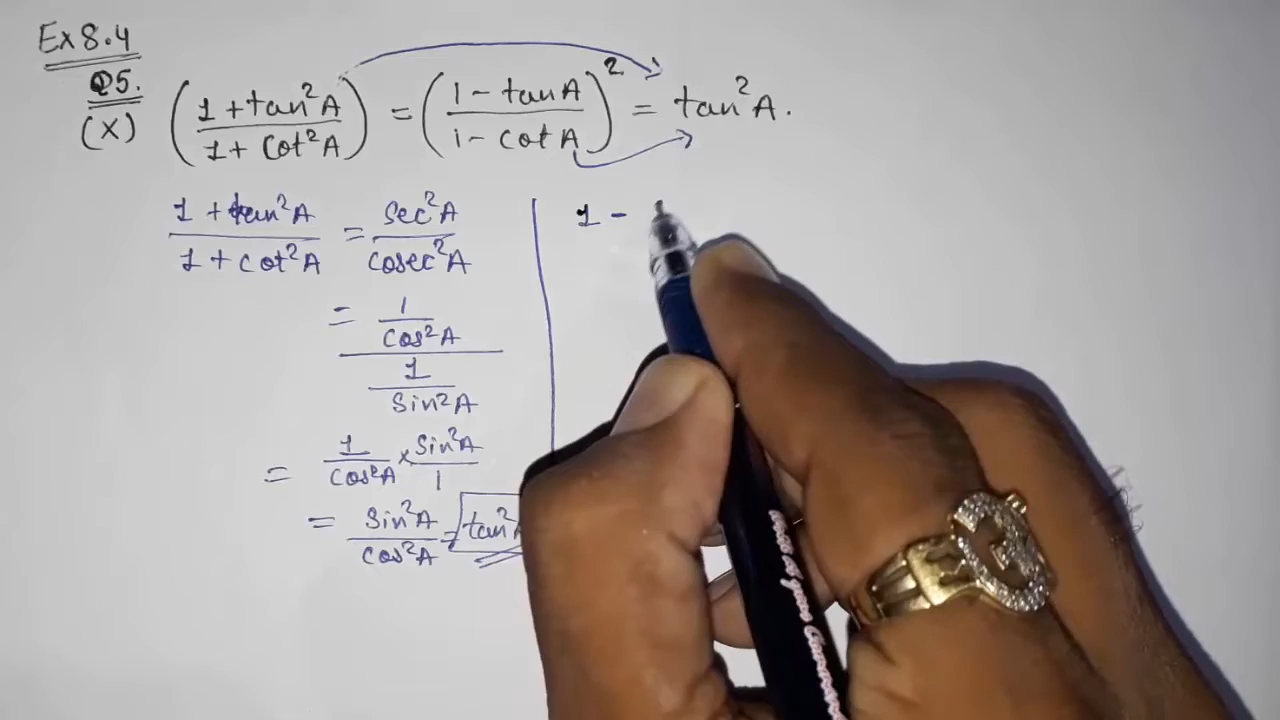 Ex 8.4
Q5.
(X) (1 + tan²A / 1 + cot²A) = (1 - tanA / 1 - cotA)² = tan²A.
1 + tan²A / 1 + cot²A = sec²A / cosec²A
= 1/cos²A / 1/sin²A
= 1/cos²A × sin²A/1
= sin²A/cos²A = tan²A
1 -